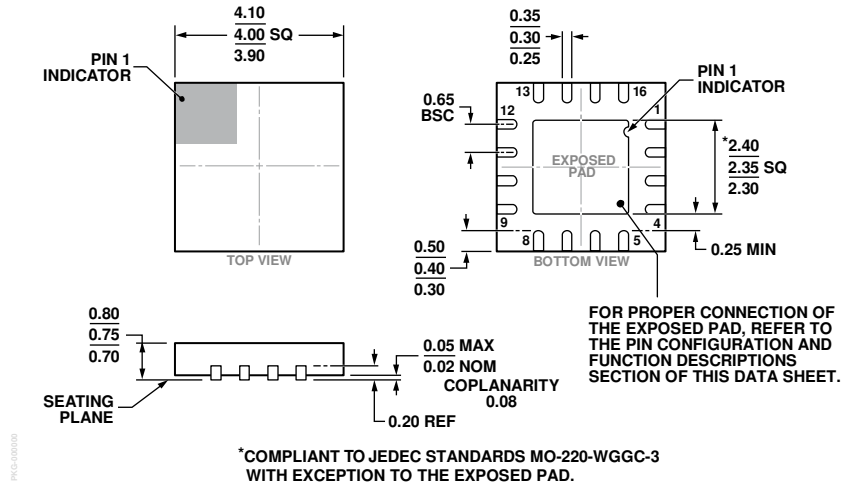 4.10
4.00 SQ
3.90
PIN 1
INDICATOR
TOP VIEW
0.35
0.30
0.25
PIN 1
INDICATOR
0.65
BSC
13
16
12
1
EXPOSED
PAD
*2.40
2.35 SQ
2.30
9
4
8
5
BOTTOM VIEW
0.25 MIN
0.50
0.40
0.30
FOR PROPER CONNECTION OF
THE EXPOSED PAD, REFER TO
THE PIN CONFIGURATION AND
FUNCTION DESCRIPTIONS
SECTION OF THIS DATA SHEET.
0.80
0.75
0.70
SEATING
PLANE
0.05 MAX
0.02 NOM
COPLANARITY
0.08
0.20 REF
*COMPLIANT TO JEDEC STANDARDS MO-220-WGGC-3
WITH EXCEPTION TO THE EXPOSED PAD.
PKG-000000